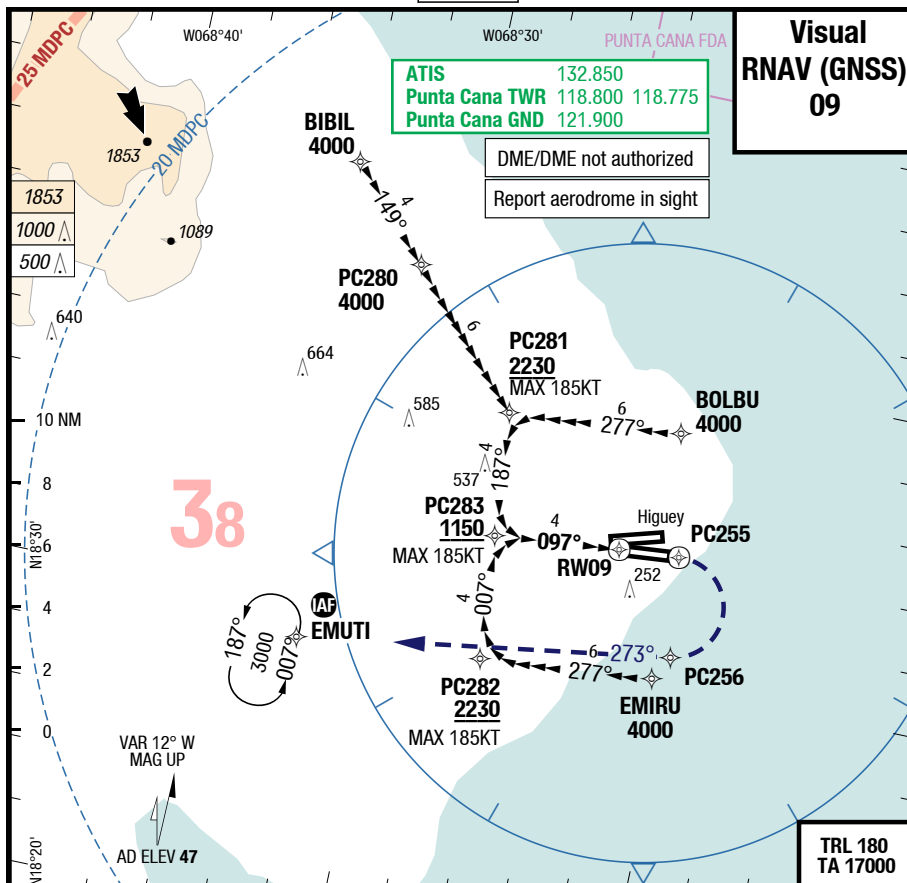 W068°40'
W068°30'
PUNTA CANA FDA
Visual
RNAV (GNSS)
09
25 MDPC
20 MDPC
ATIS 132.850
Punta Cana TWR 118.800 118.775
Punta Cana GND 121.900
DME/DME not authorized
Report aerodrome in sight
1853
1853
1000
500
1089
640
664
585
537
252
BIBIL
4000
4
149°
PC280
4000
6
PC281
2230
MAX 185KT
BOLBU
4000
6
277°
4
187°
PC283
1150
MAX 185KT
4
097°
Higuey
RW09
PC255
4
007°
10 NM
8
6
4
2
0
N18°30'
38
IAF
EMUTI
187°
3000
007°
PC282
2230
MAX 185KT
6
273°
277°
PC256
EMIRU
4000
VAR 12° W
MAG UP
AD ELEV 47
N18°20'
TRL 180
TA 17000